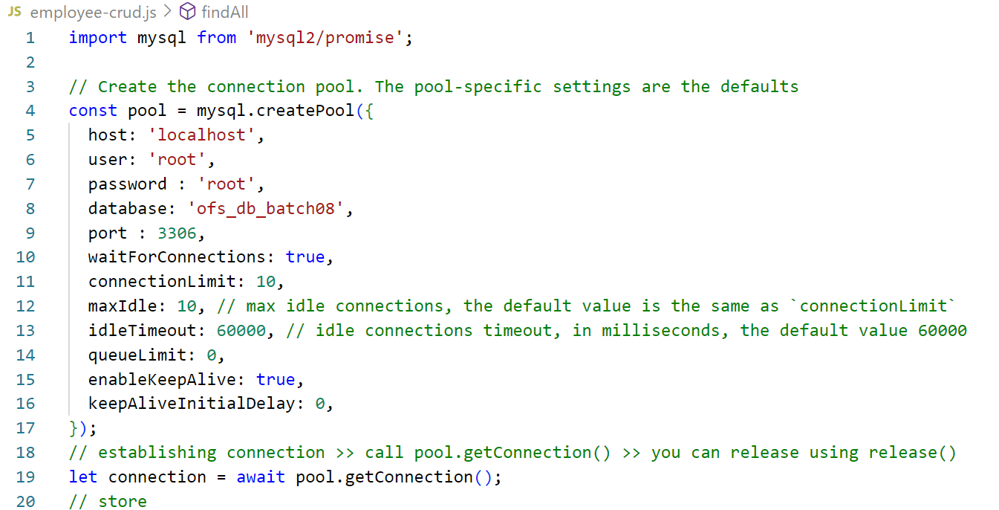 JS employee-crud.js > findAll
1 import mysql from 'mysql2/promise';
2
3 // Create the connection pool. The pool-specific settings are the defaults
4 const pool = mysql.createPool({
5   host: 'localhost',
6   user: 'root',
7   password : 'root',
8   database: 'ofs_db_batch08',
9   port : 3306,
10   waitForConnections: true,
11   connectionLimit: 10,
12   maxIdle: 10, // max idle connections, the default value is the same as `connectionLimit`
13   idleTimeout: 60000, // idle connections timeout, in milliseconds, the default value 60000
14   queueLimit: 0,
15   enableKeepAlive: true,
16   keepAliveInitialDelay: 0,
17 });
18 // establishing connection >> call pool.getConnection() >> you can release using release()
19 let connection = await pool.getConnection();
20 // store